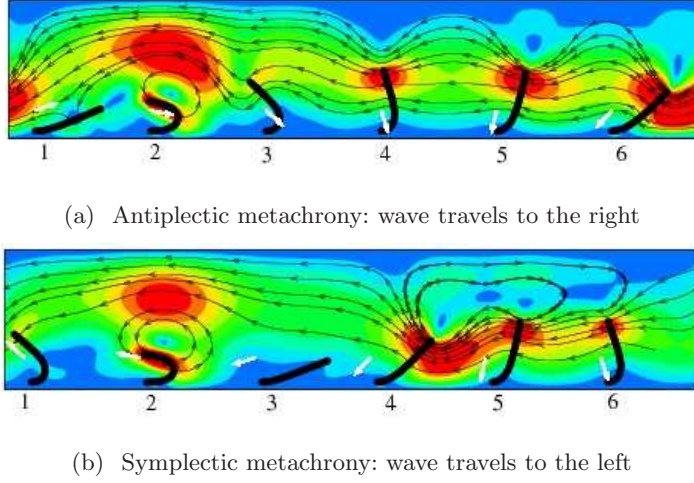 1 2 3 4 5 6
(a) Antiplectic metachrony: wave travels to the right
1 2 3 4 5 6
(b) Symplectic metachrony: wave travels to the left